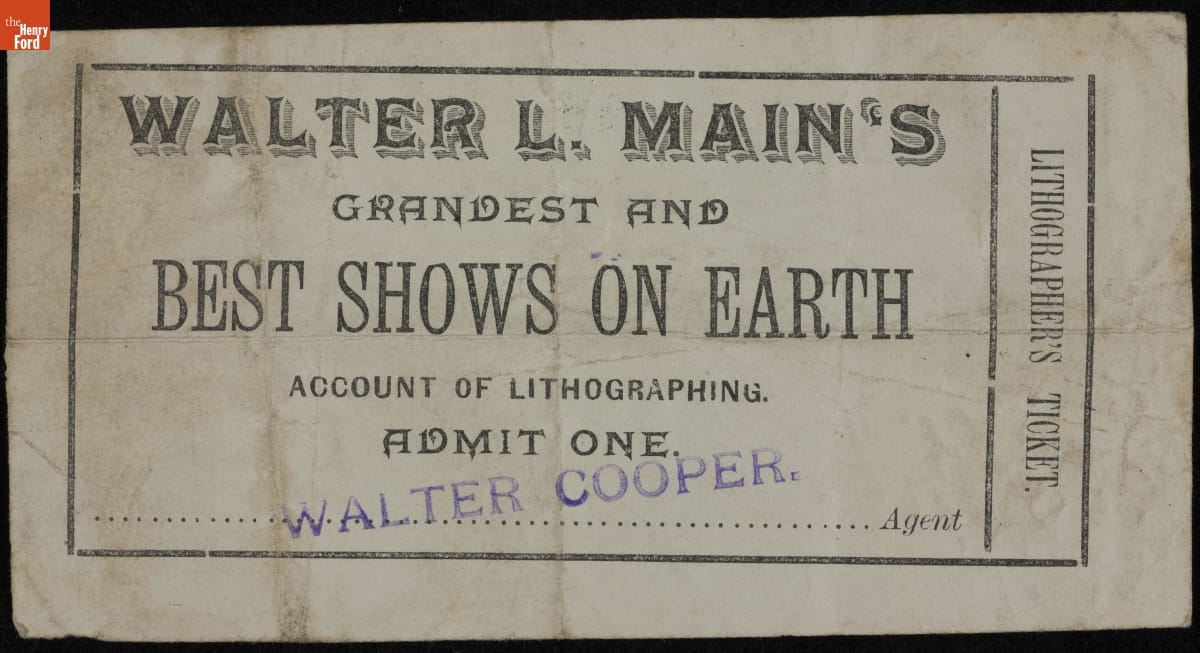 the
Henry
Ford
WALTER L. MAIN'S
GRANDEST AND
BEST SHOWS ON EARTH
ACCOUNT OF LITHOGRAPHING.
ADMIT ONE.
WALTER COOPER.
Agent
LITHOGRAPHER'S TICKET.